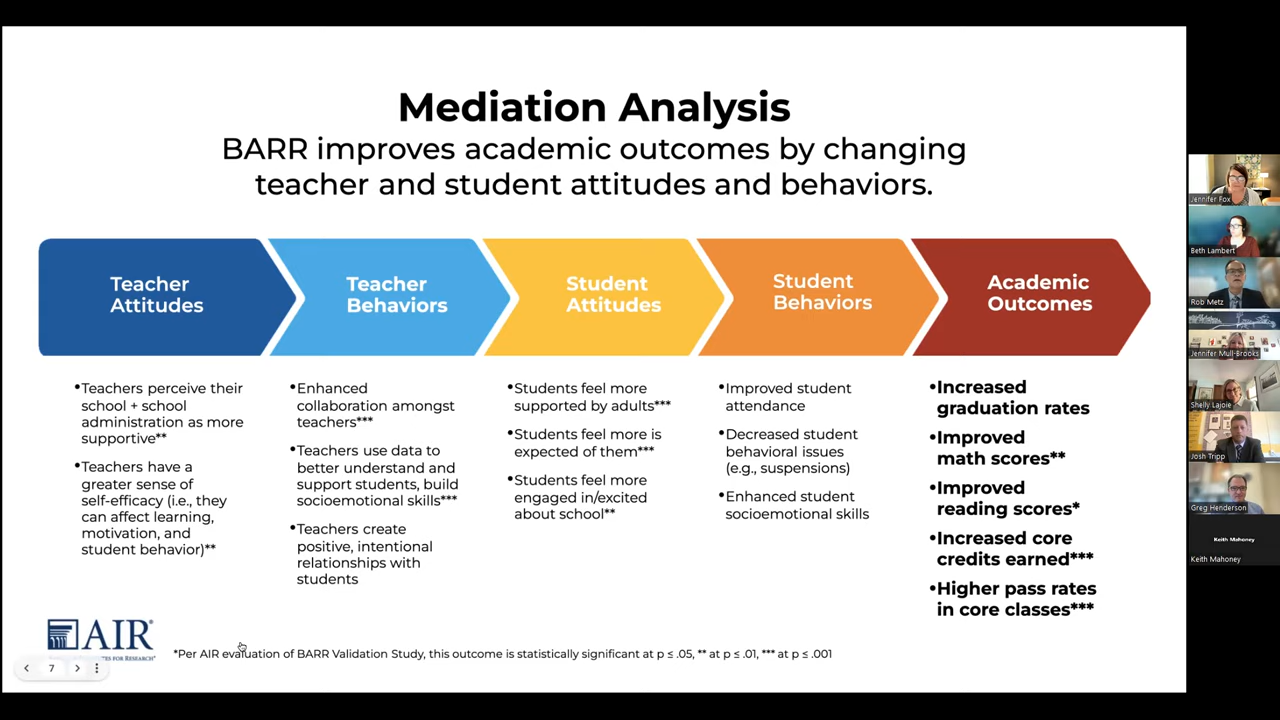 Mediation Analysis
BARR improves academic outcomes by changing
teacher and student attitudes and behaviors.
Teacher
Attitudes
Teacher
Behaviors
Student
Attitudes
Student
Behaviors
Academic
Outcomes
•Teachers perceive their
school + school
administration as more
supportive**
•Teachers have a
greater sense of
self-efficacy (i.e., they
can affect learning,
motivation, and
student behavior)**
•Enhanced
collaboration amongst
teachers***
•Teachers use data to
better understand and
support students, build
socioemotional skills***
•Teachers create
positive, intentional
relationships with
students
•Students feel more
supported by adults***
•Students feel more is
expected of them***
•Students feel more
engaged in/excited
about school**
•Improved student
attendance
•Decreased student
behavioral issues
(e.g., suspensions)
•Enhanced student
socioemotional skills
•Increased
graduation rates
•Improved
math scores**
•Improved
reading scores*
•Increased core
credits earned***
•Higher pass rates
in core classes***
AIR®
FOR RESEARCH®
7
*Per AIR evaluation of BARR Validation Study, this outcome is statistically significant at p ≤ .05, ** at p ≤ .01, *** at p ≤ .001
Jennifer Fox
Beth Lambert
Rob Metz
Jennifer Mull-Brooks
Shelly Lajoie
Josh Tripp
Greg Henderson
Keith Mahoney
Keith Mahoney